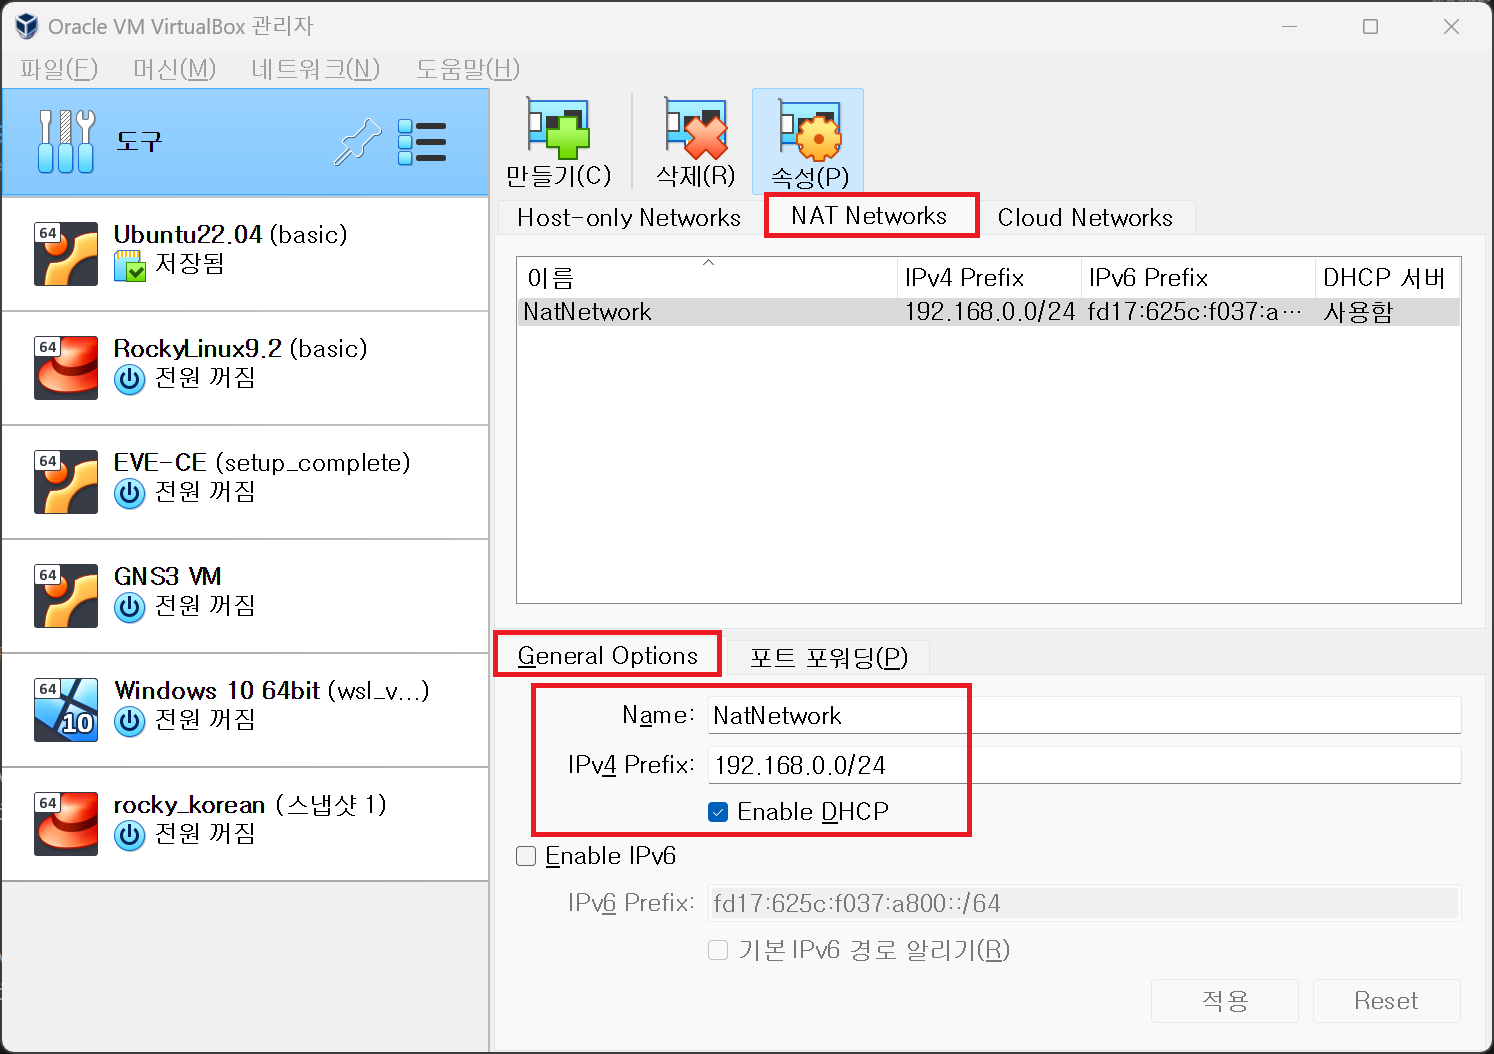 Oracle VM VirtualBox 관리자
파일(F) 머신(M) 네트워크(N) 도움말(H)
도구
64
Ubuntu22.04 (basic)
저장됨
64
RockyLinux9.2 (basic)
전원 꺼짐
64
EVE-CE (setup_complete)
전원 꺼짐
64
GNS3 VM
전원 꺼짐
64
10
Windows 10 64bit (wsl_v...)
전원 꺼짐
64
rocky_korean (스냅샷 1)
전원 꺼짐
만들기(C) 삭제(R) 속성(P)
Host-only Networks NAT Networks Cloud Networks
이름 IPv4 Prefix IPv6 Prefix DHCP 서버
NatNetwork 192.168.0.0/24 fd17:625c:f037:a... 사용함
General Options 포트 포워딩(P)
Name: NatNetwork
IPv4 Prefix: 192.168.0.0/24
Enable DHCP
Enable IPv6
IPv6 Prefix: fd17:625c:f037:a800::/64
기본 IPv6 경로 알리기(R)
적용 Reset